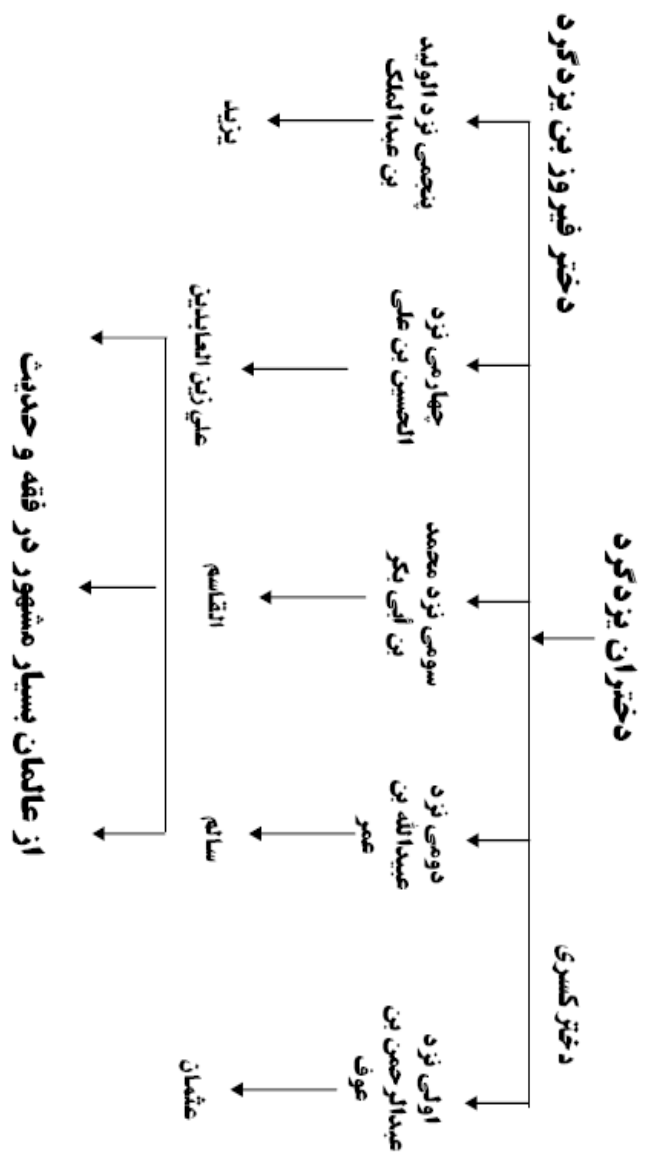 دختران یزدگرد
دختر کسری
دختر فیروز بن یزدگرد
اولی نزد
عبدالرحمن بن
عوف
دومی نزد
عبیدالله بن
عمر
سومی نزد محمد
بن أبی بکر
چهارمی نزد
الحسین بن علی
پنجمی نزد الولید
بن عبدالملک
عثمان
سالم
القاسم
علي زین العابدین
یزید
از عالمان بسیار مشهور در فقه و حدیث